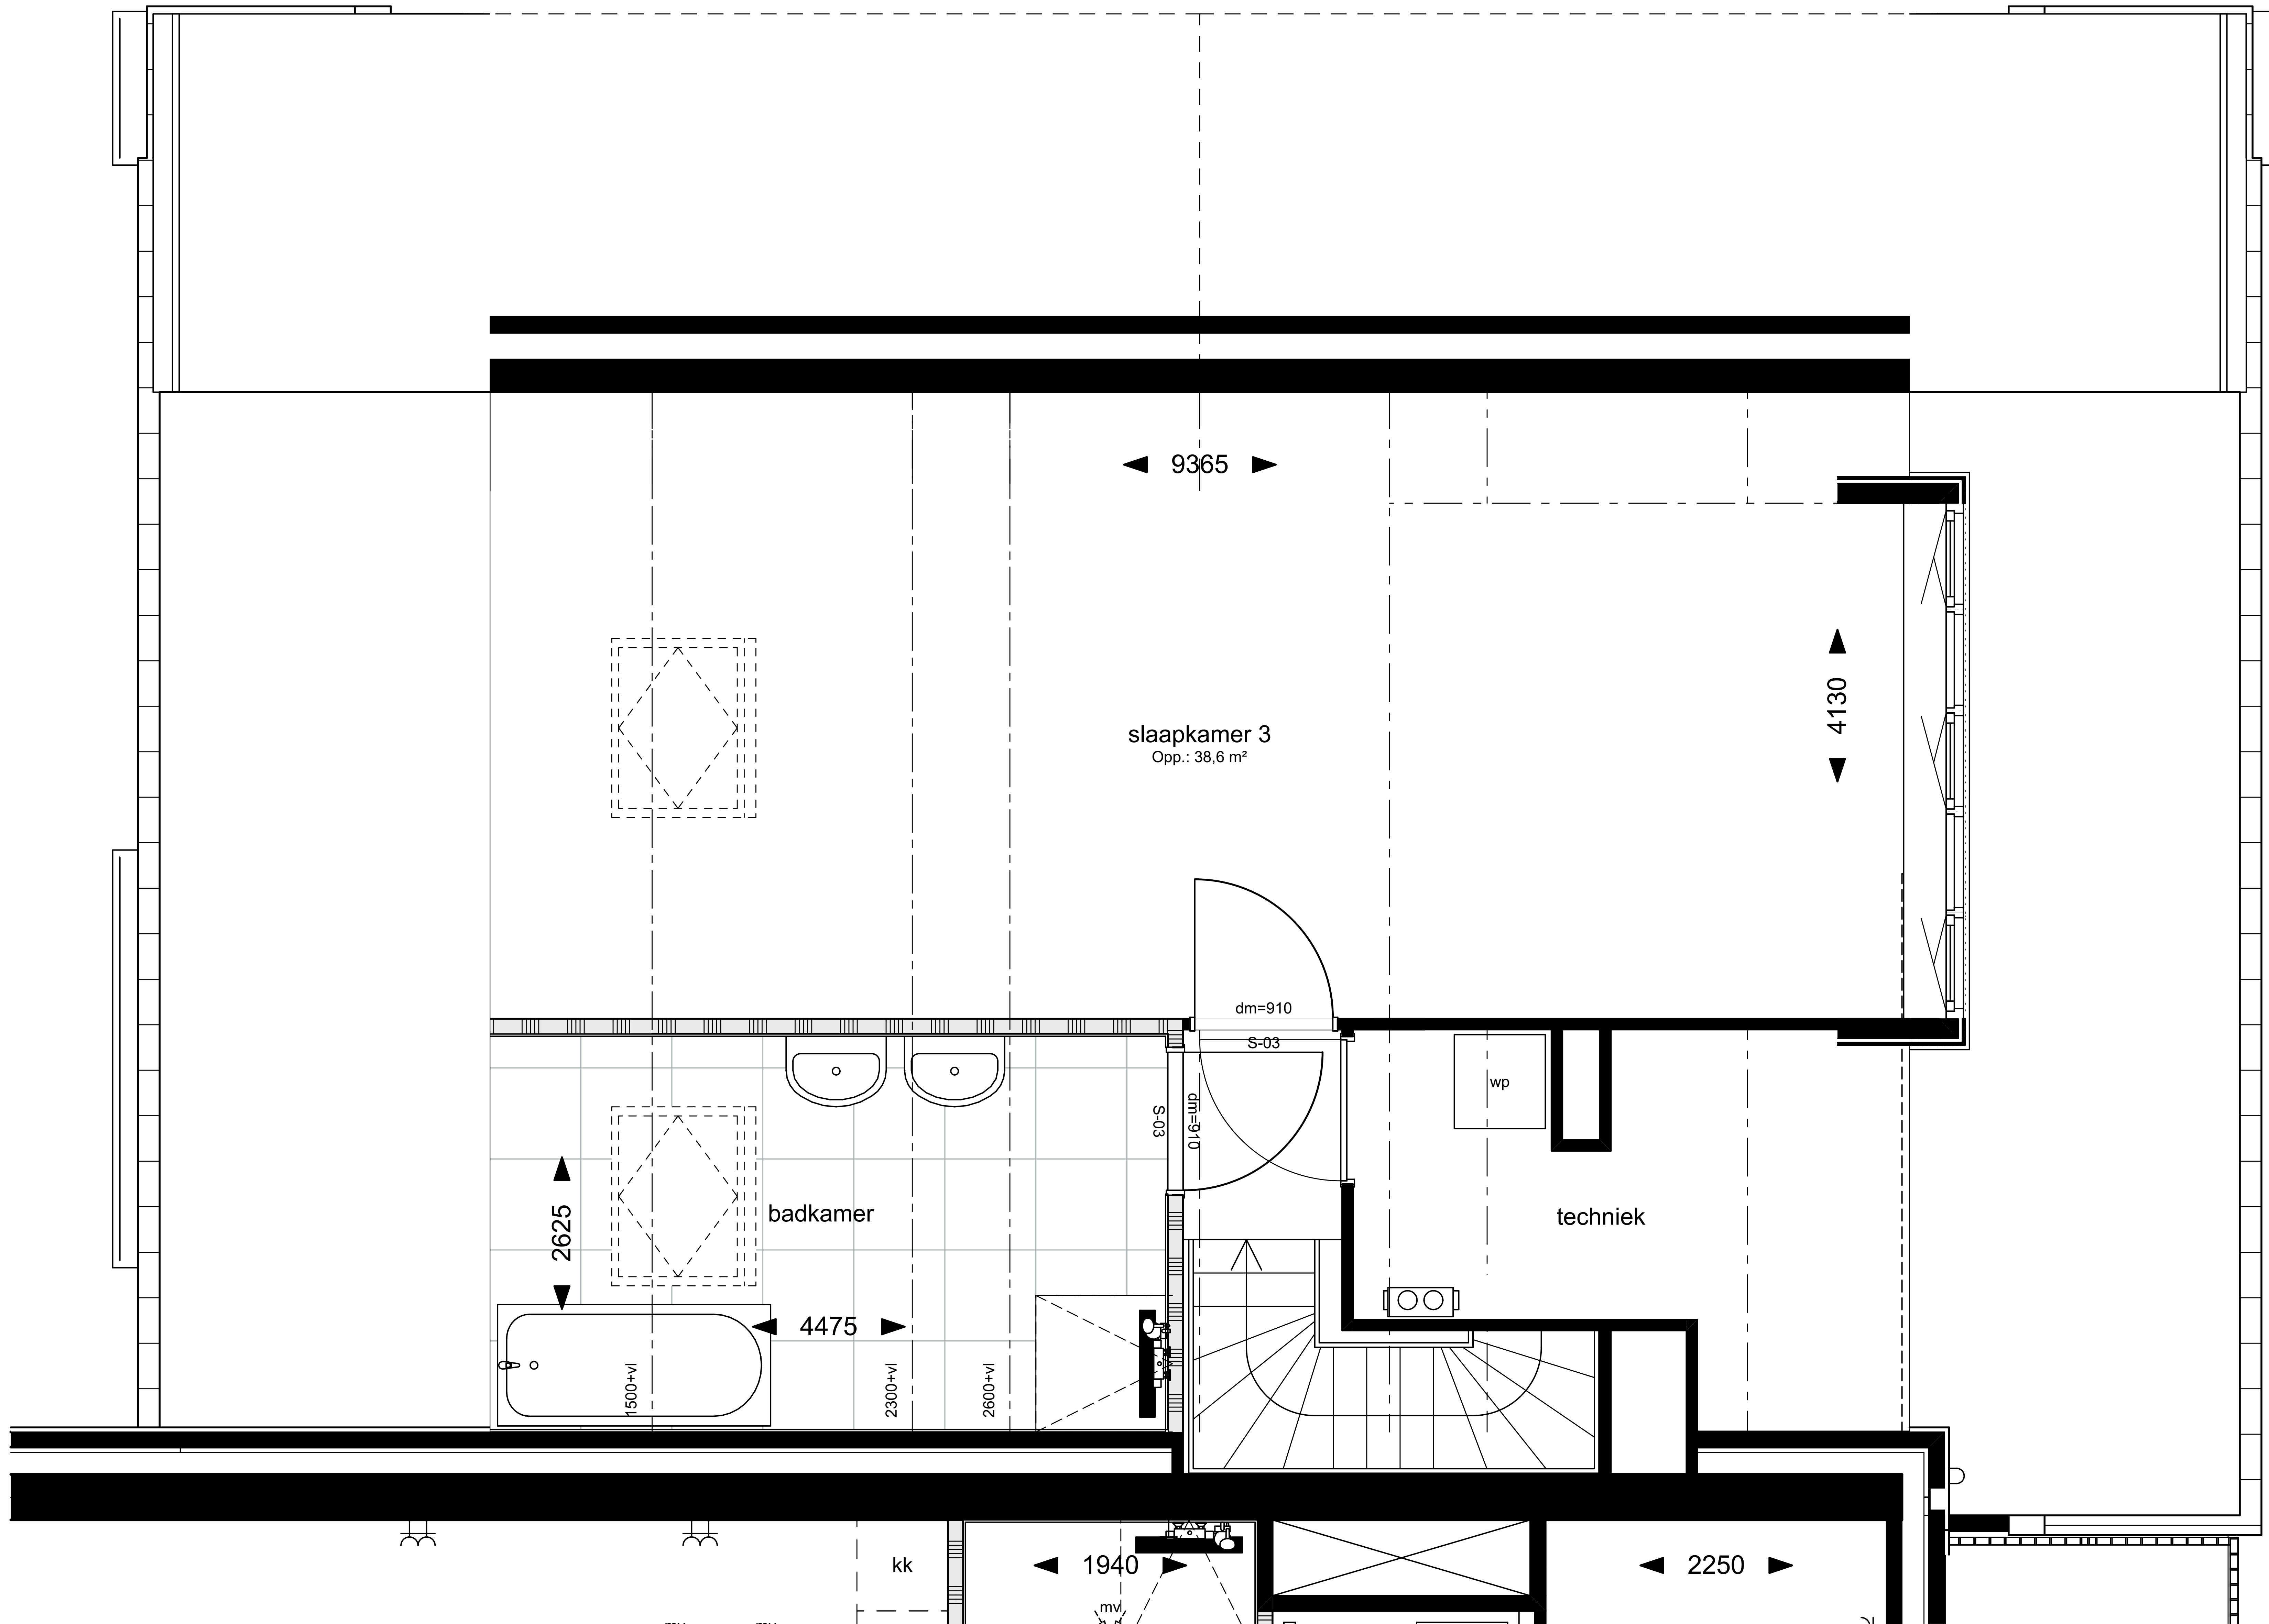 9365
4130
slaapkamer 3
Opp.: 38,6 m²
dm=910
S-03
wp
S-03
dm=910
badkamer
techniek
2625
4475
1500+vl
2300+vl
2600+vl
kk
1940
2250
mv